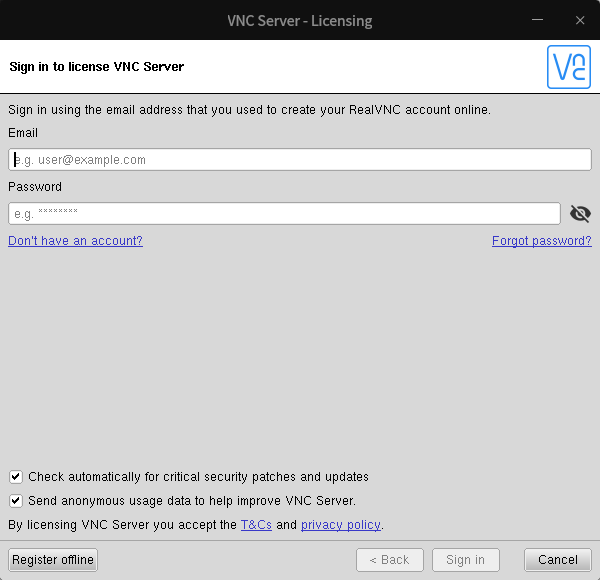 VNC Server - Licensing
Sign in to license VNC Server
Sign in using the email address that you used to create your RealVNC account online.
Email
e.g. user@example.com
Password
e.g. ********
Don't have an account? Forgot password?
Check automatically for critical security patches and updates
Send anonymous usage data to help improve VNC Server.
By licensing VNC Server you accept the T&Cs and privacy policy.
Register offline < Back Sign in Cancel